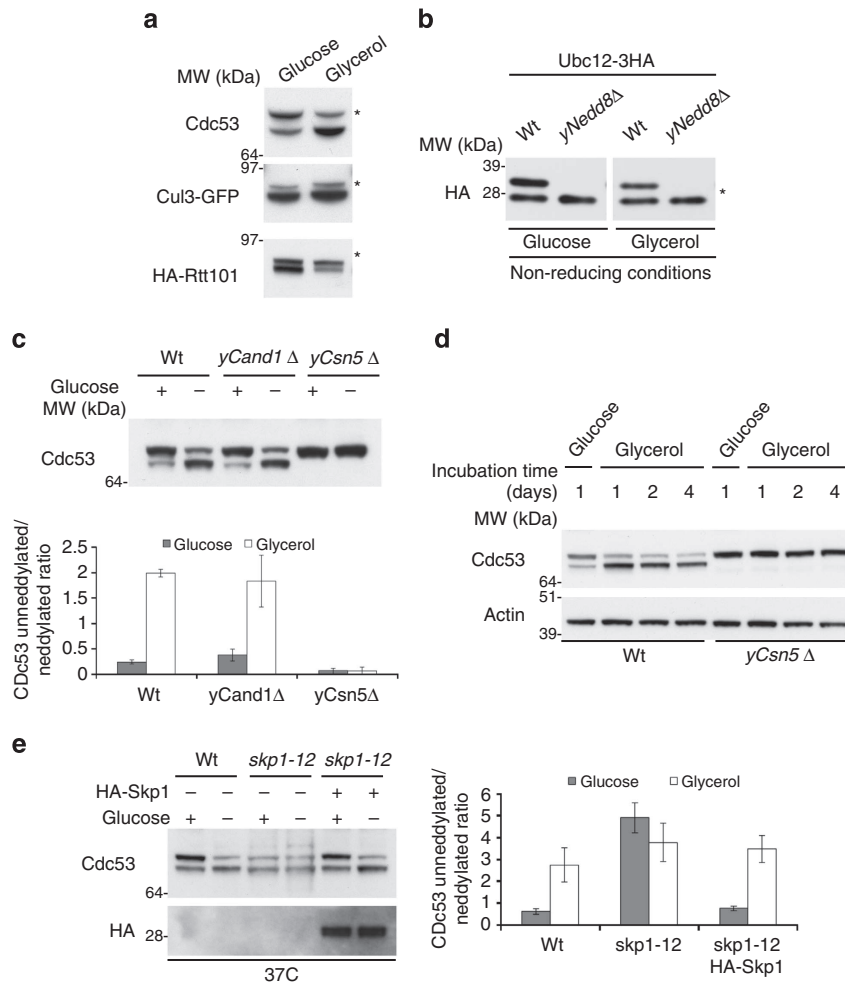 a
Glucose
Glycerol
MW (kDa)
Cdc53
*
64-
97-
Cul3-GFP
*
97-
HA-Rtt101
*
b
Ubc12-3HA
Wt
yNedd8Δ
Wt
yNedd8Δ
MW (kDa)
39-
HA
28-
*
Glucose
Glycerol
Non-reducing conditions
c
Wt
yCand1 Δ
yCsn5 Δ
Glucose
+ − + − + −
MW (kDa)
Cdc53
64-
CDc53 unneddylated/
neddylated ratio
Glucose
Glycerol
2.5
2
1.5
1
0.5
0
Wt
yCand1Δ
yCsn5Δ
d
Glucose
Glycerol
Glucose
Glycerol
Incubation time
(days)
1 1 2 4 1 1 2 4
MW (kDa)
Cdc53
64-
51-
Actin
39-
Wt
yCsn5 Δ
e
Wt
skp1-12
skp1-12
HA-Skp1
− − − − + +
Glucose
+ − + − + −
Cdc53
64-
HA
28-
37C
CDc53 unneddylated/
neddylated ratio
Glucose
Glycerol
6
5
4
3
2
1
0
Wt
skp1-12
skp1-12
HA-Skp1